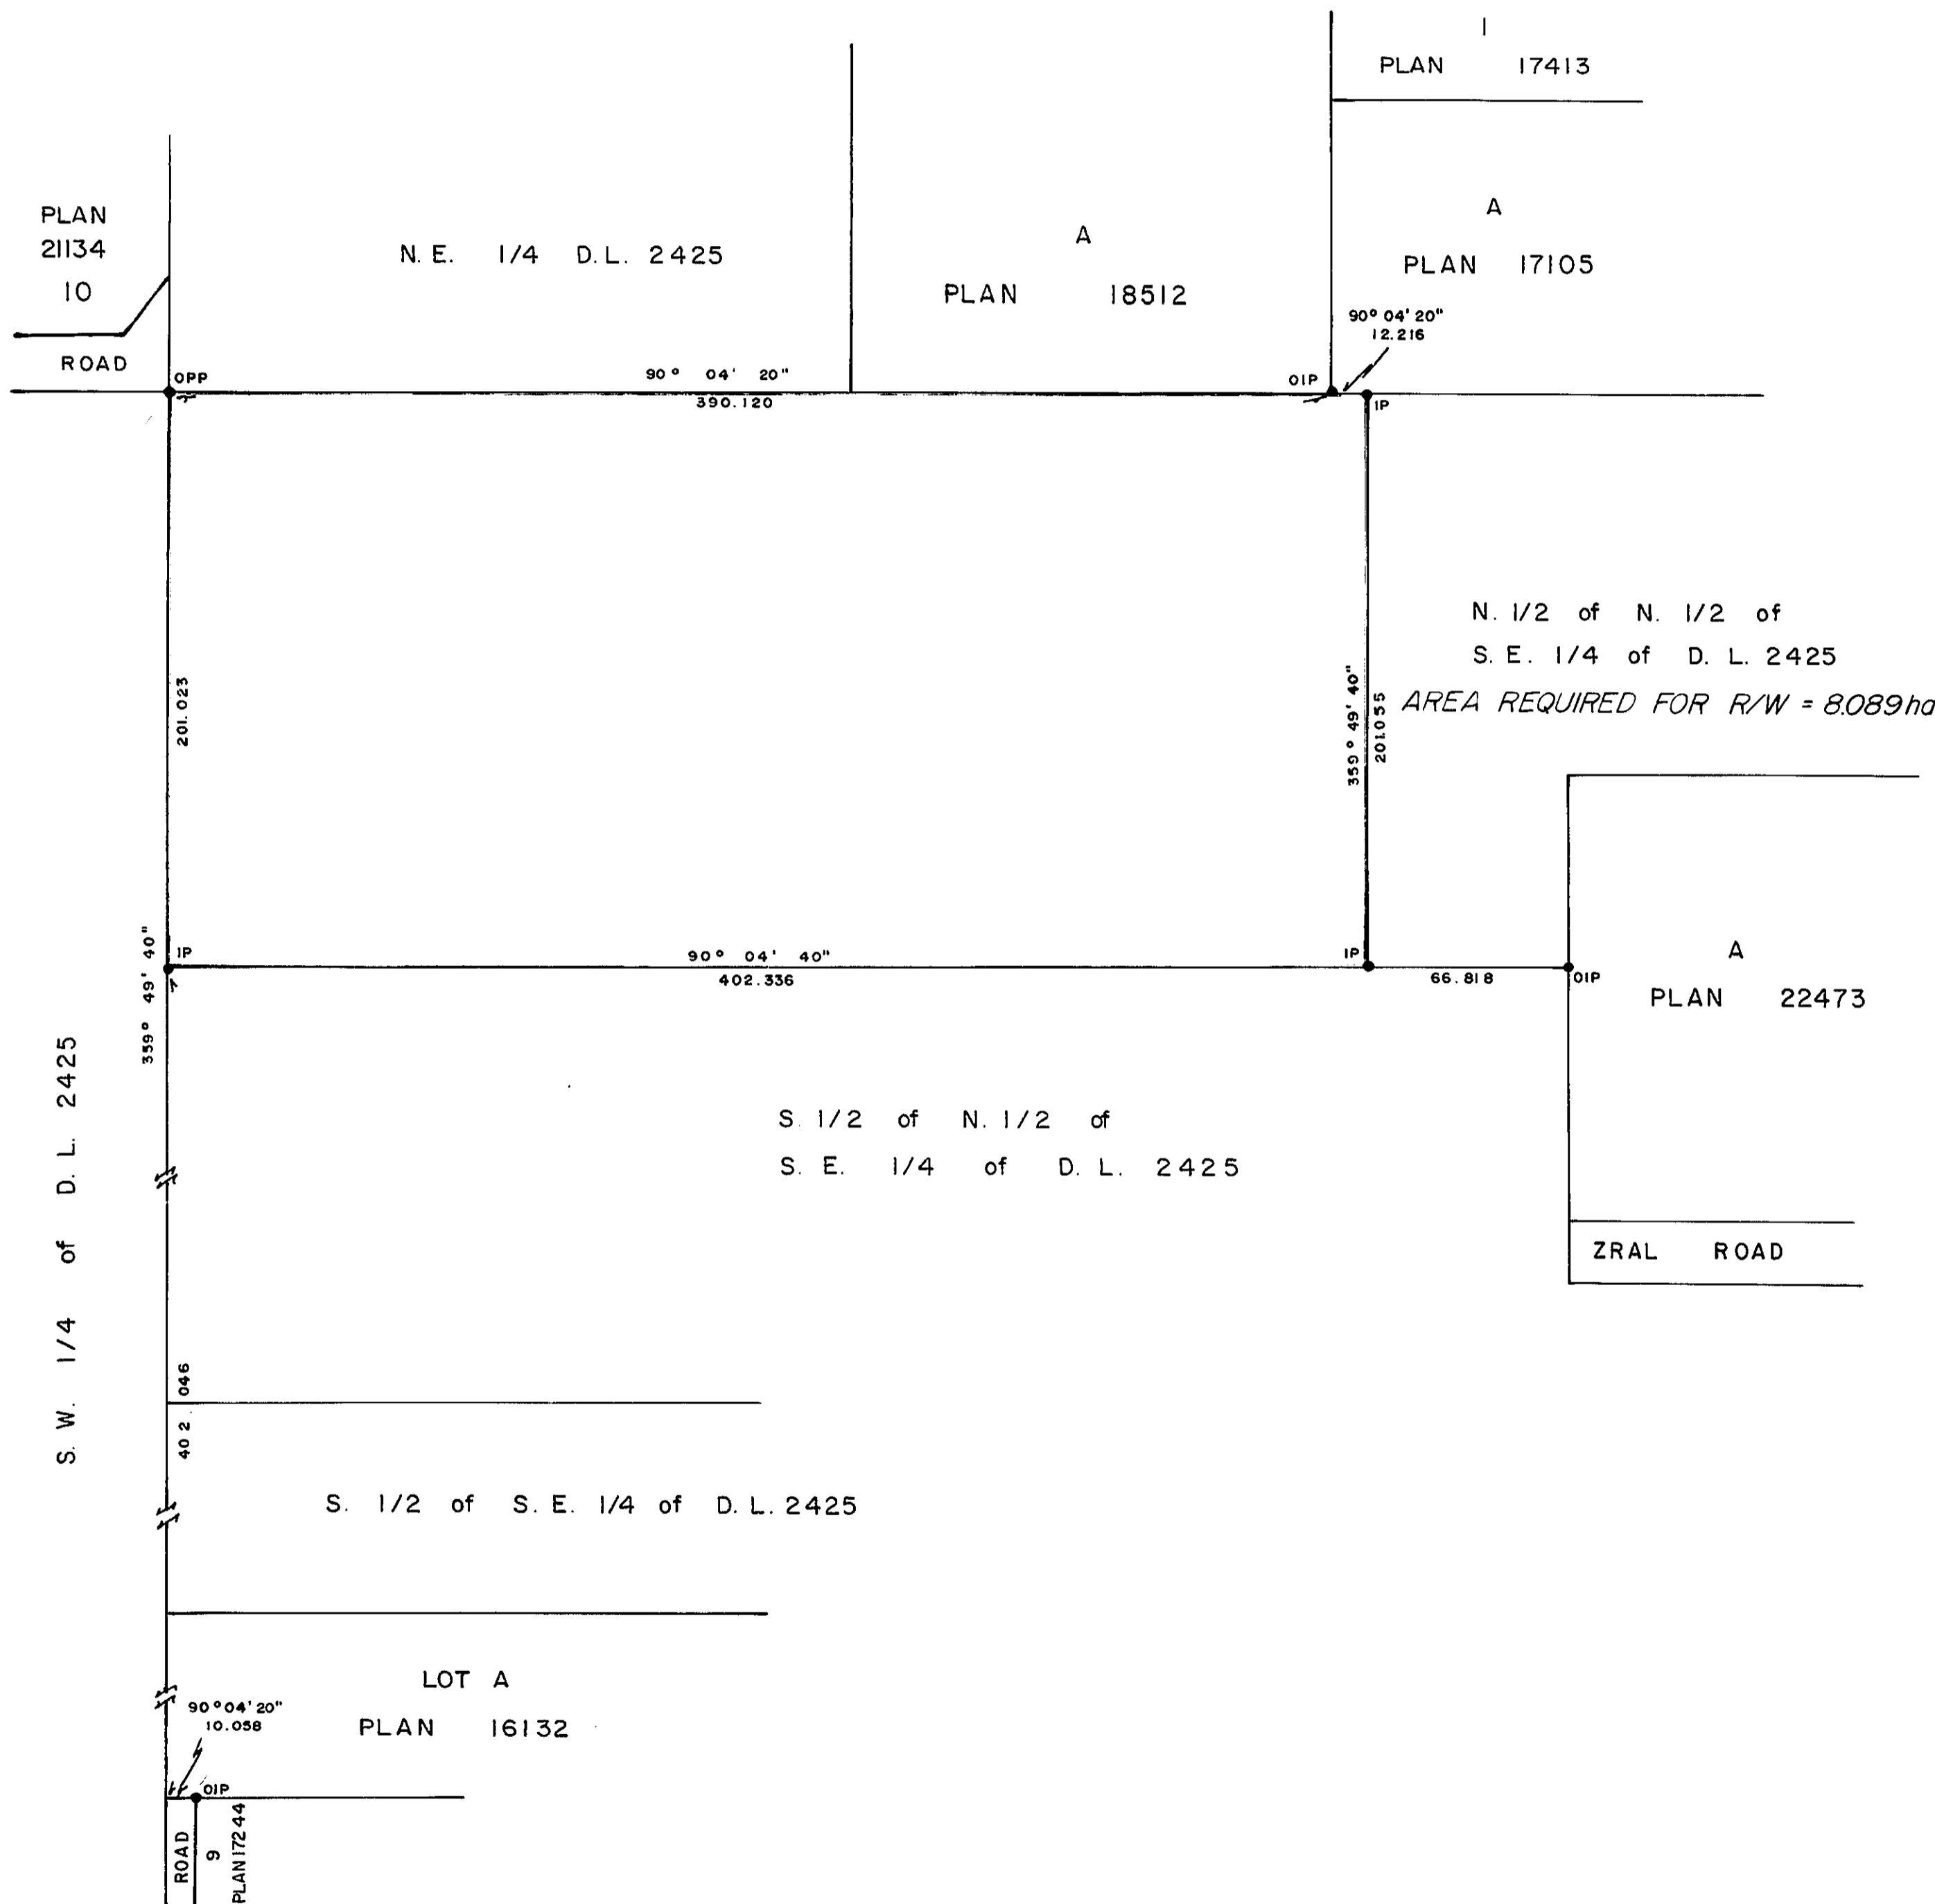 1
PLAN 17413
PLAN
21134
10
ROAD
N. E. 1/4 D. L. 2425
A
PLAN 18512
A
PLAN 17105
90° 04' 20"
12.216
OPP
90° 04' 20"
390.120
OIP
IP
201.023
359° 49' 40"
201.055
N. 1/2 of N. 1/2 of
S. E. 1/4 of D. L. 2425
AREA REQUIRED FOR R/W = 8.089 ha
IP
90° 04' 40"
402.336
IP
66.818
OIP
A
PLAN 22473
359° 49' 40"
S. W. 1/4 of D. L. 2425
S. 1/2 of N. 1/2 of
S. E. 1/4 of D. L. 2425
ZRAL ROAD
402.046
S. 1/2 of S. E. 1/4 of D. L. 2425
LOT A
PLAN 16132
90° 04' 20"
10.058
OIP
ROAD
9
PLAN 17244